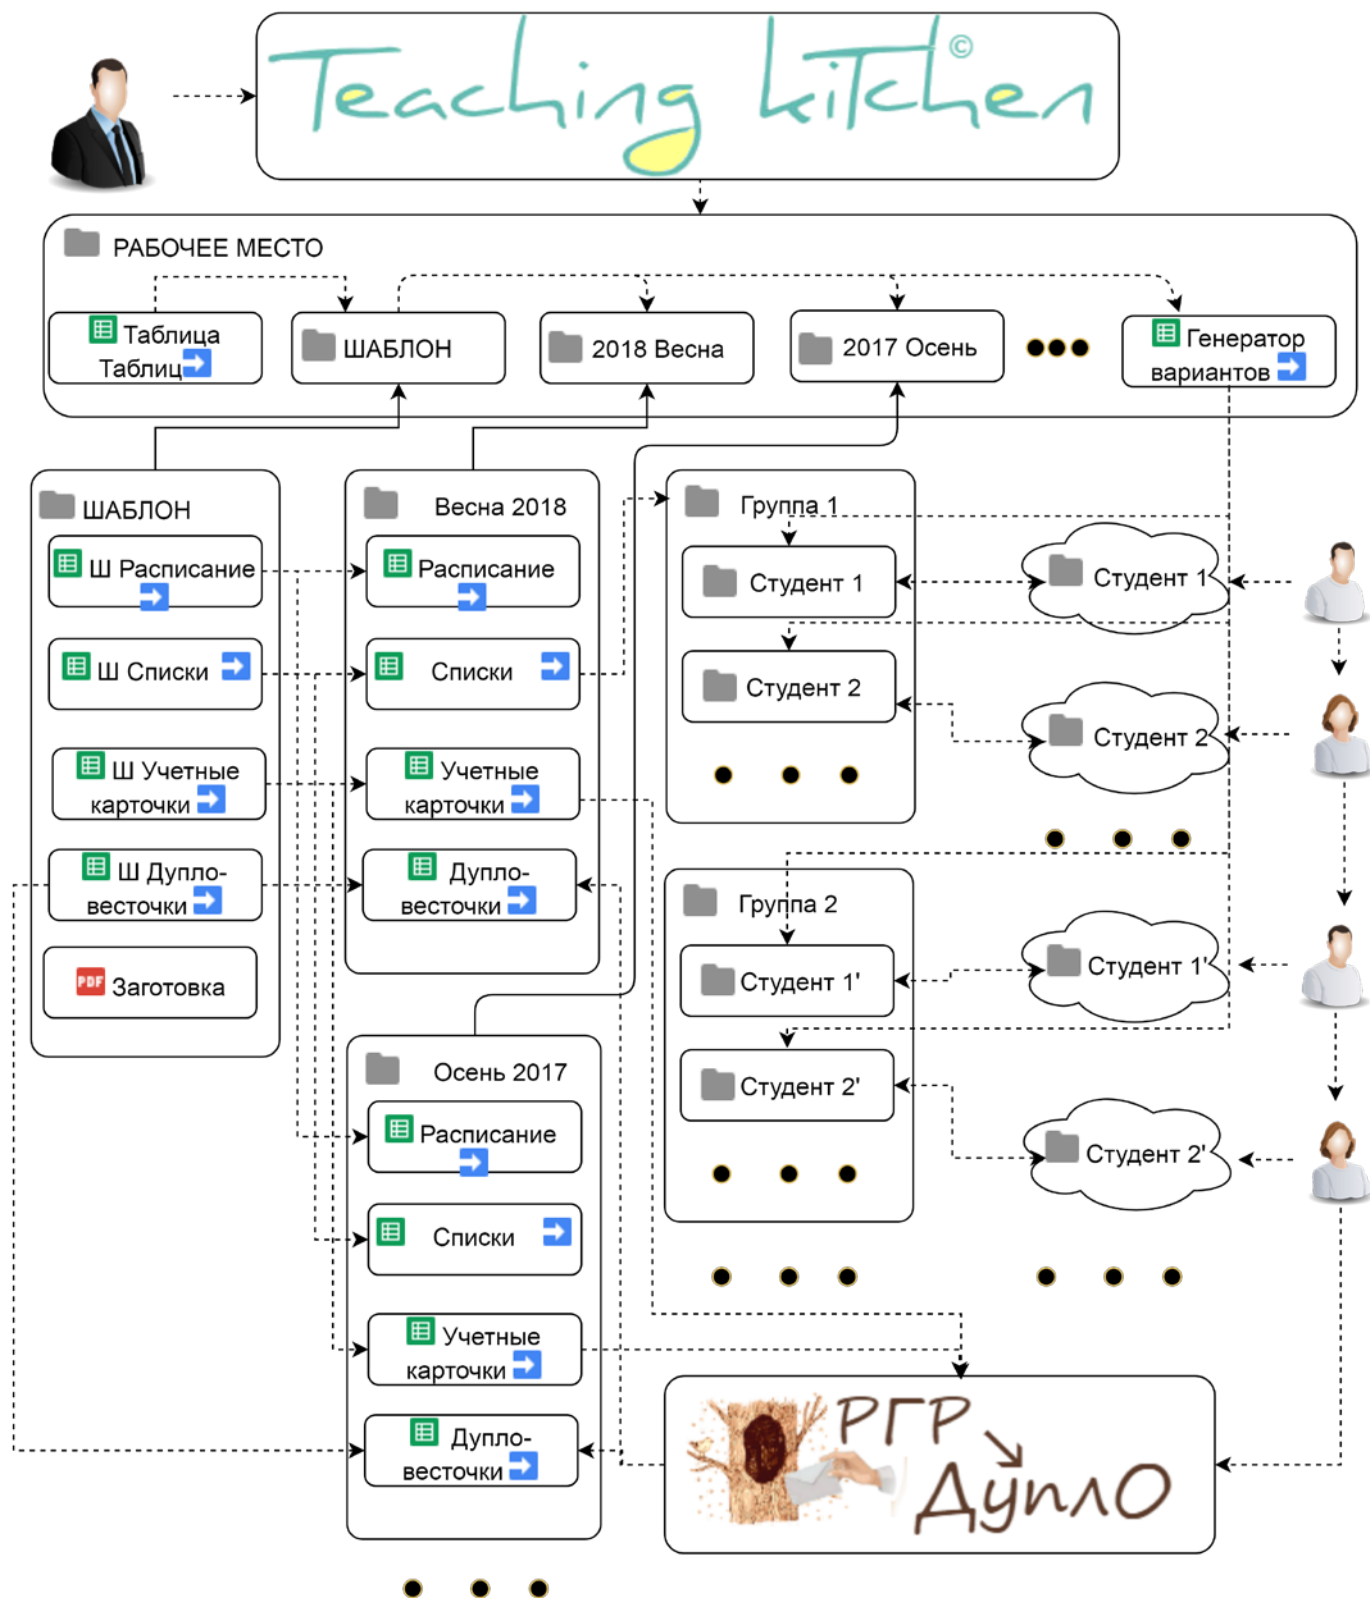 Teaching kiTchen ©
РАБОЧЕЕ МЕСТО
Таблица
Таблиц
ШАБЛОН
2018 Весна
2017 Осень
Генератор
вариантов
ШАБЛОН
Ш Расписание
Ш Списки
Ш Учетные
карточки
Ш Дупло-
весточки
PDF Заготовка
Весна 2018
Расписание
Списки
Учетные
карточки
Дупло-
весточки
Осень 2017
Расписание
Списки
Учетные
карточки
Дупло-
весточки
Группа 1
Студент 1
Студент 2
Студент 1
Студент 2
Группа 2
Студент 1'
Студент 2'
Студент 1'
Студент 2'
РГР
ДуплО